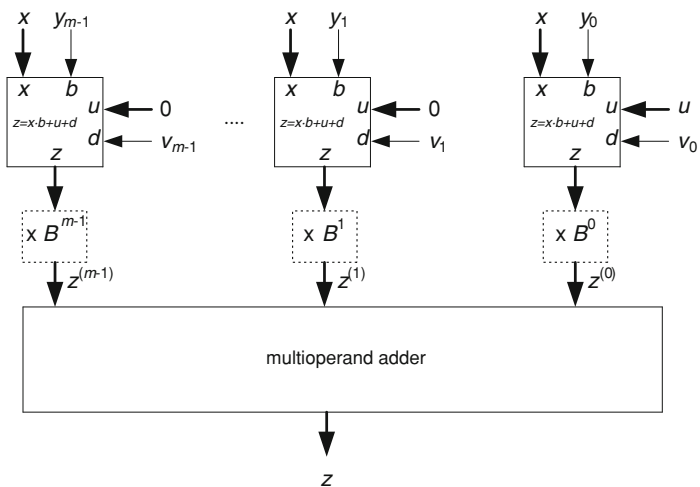 x y_{m-1} x y_1 x y_0
x b x b x b
u 0 u 0 u u
z=x·b+u+d .... z=x·b+u+d z=x·b+u+d
d v_{m-1} d v_1 d v_0
z z z
x B^{m-1} x B^1 x B^0
z^{(m-1)} z^{(1)} z^{(0)}
multioperand adder
z